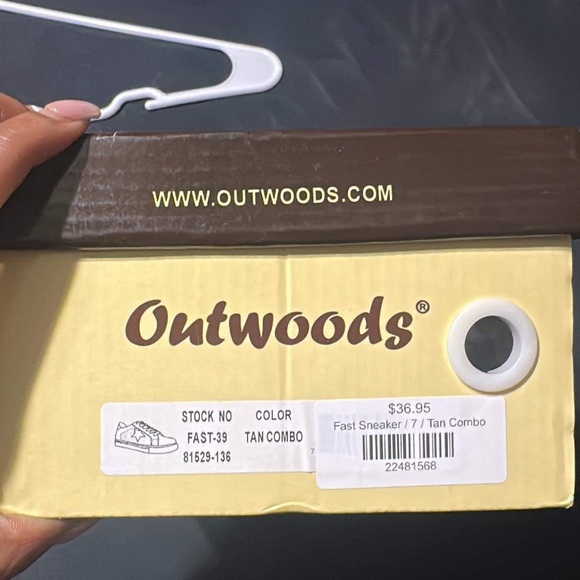 WWW.OUTWOODS.COM
Outwoods®
STOCK NO COLOR
FAST-39 TAN COMBO
81529-136
7
$36.95
Fast Sneaker / 7 / Tan Combo
22481568